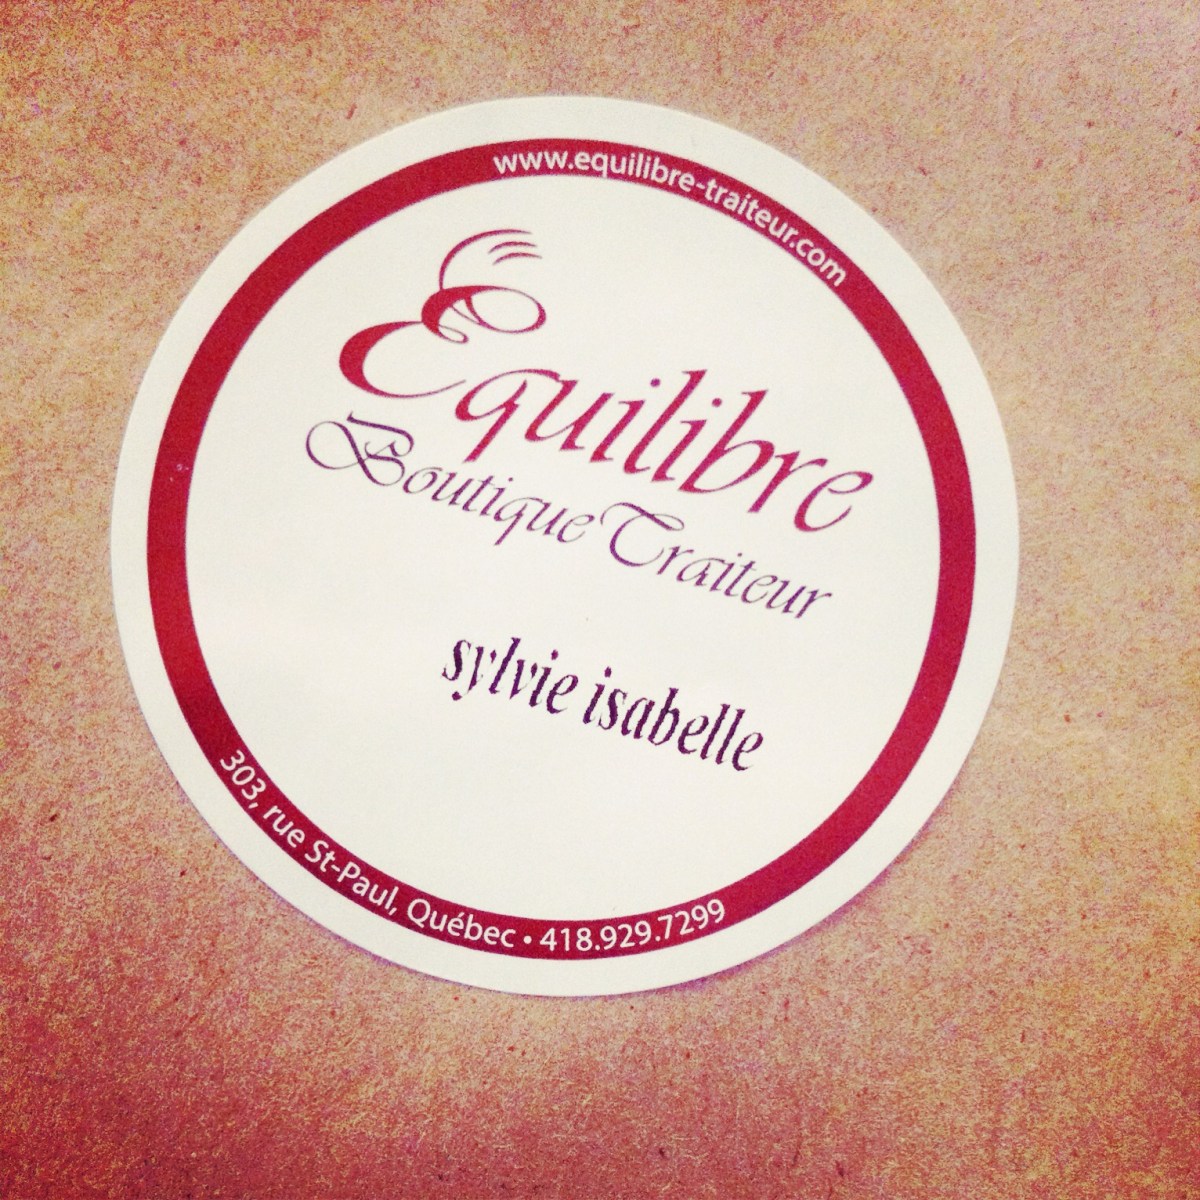 www.equilibre-traiteur.com
Equilibre
Boutique Traiteur
sylvie isabelle
303, rue St-Paul, Québec • 418.929.7299